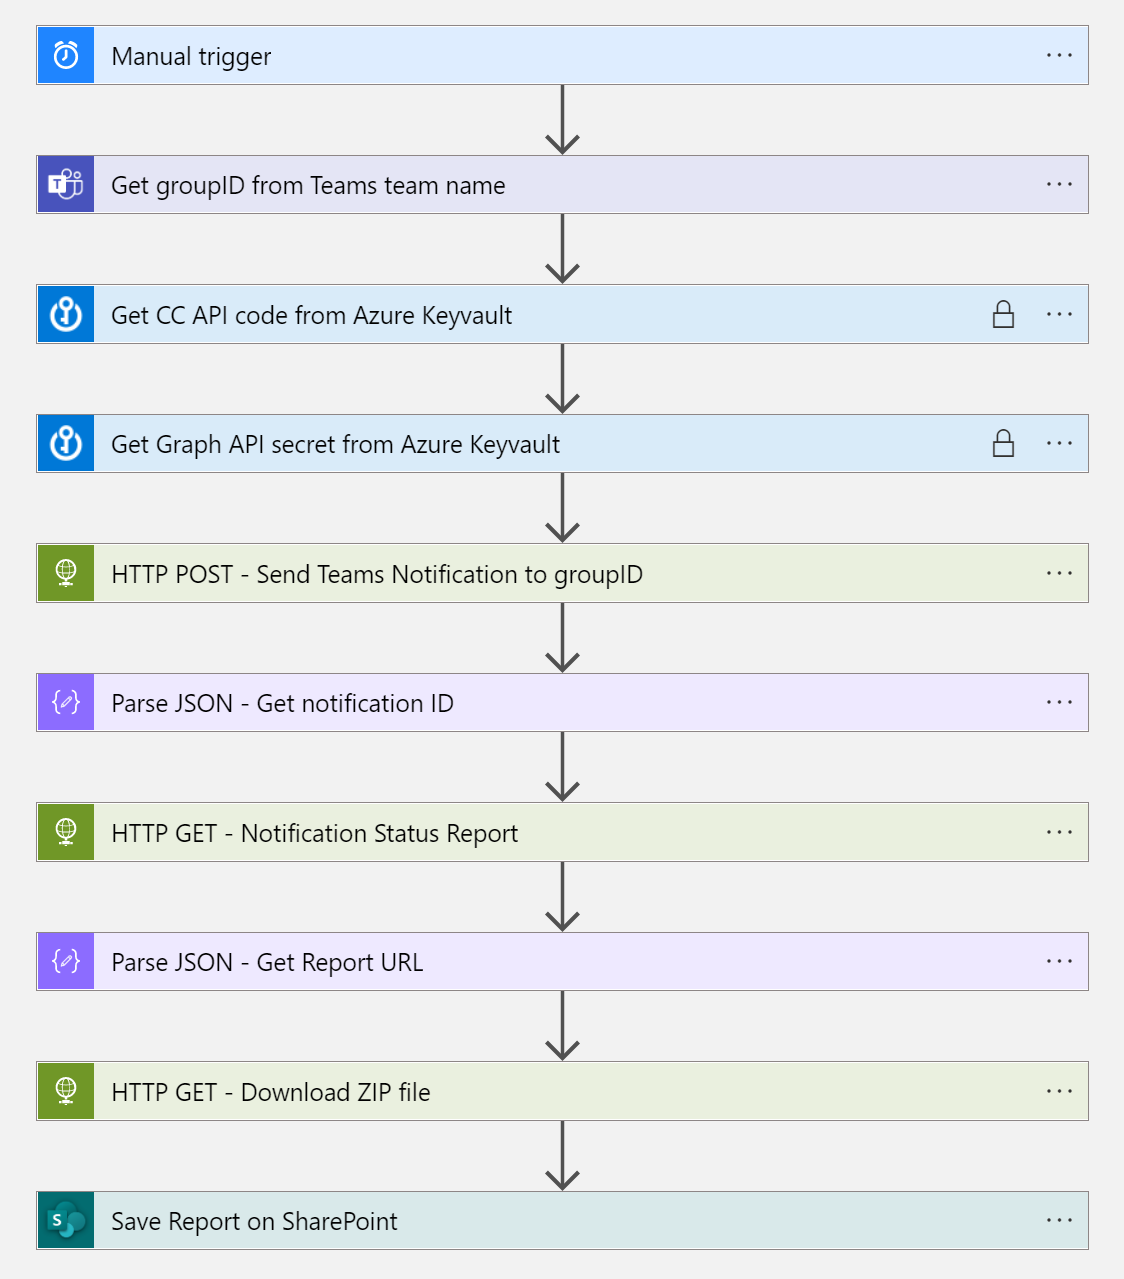 Manual trigger
Get groupID from Teams team name
Get CC API code from Azure Keyvault
Get Graph API secret from Azure Keyvault
HTTP POST - Send Teams Notification to groupID
Parse JSON - Get notification ID
HTTP GET - Notification Status Report
Parse JSON - Get Report URL
HTTP GET - Download ZIP file
Save Report on SharePoint